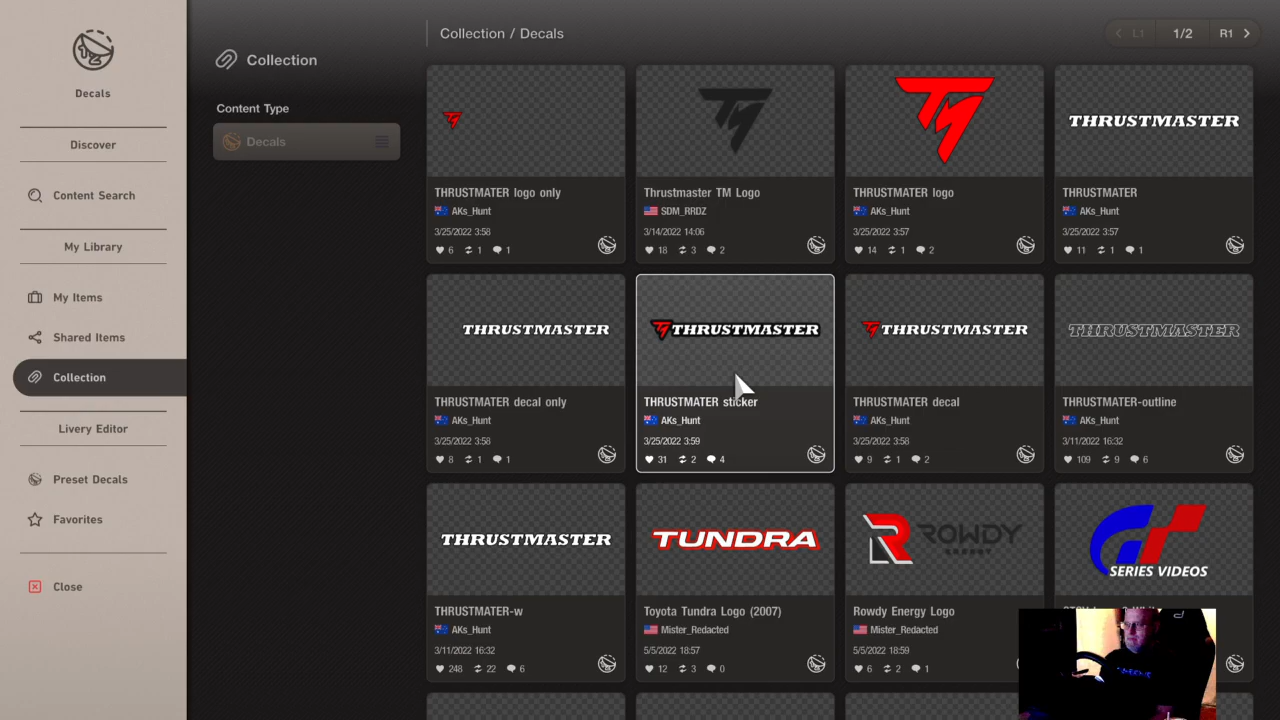 Decals
Discover
Content Search
My Library
My Items
Shared Items
Collection
Livery Editor
Preset Decals
Favorites
Close
Collection
Content Type
Decals
Collection / Decals
L1
1/2
R1
THRUSTMATER logo only
AKs_Hunt
3/25/2022 3:58
6 1 1
Thrustmaster TM Logo
SDM_RRDZ
3/14/2022 14:06
18 3 2
THRUSTMATER logo
AKs_Hunt
3/25/2022 3:57
14 1 2
THRUSTMASTER
THRUSTMATER
AKs_Hunt
3/25/2022 3:57
11 1 1
THRUSTMASTER
THRUSTMATER decal only
AKs_Hunt
3/25/2022 3:58
8 1 1
THRUSTMASTER
THRUSTMATER sticker
AKs_Hunt
3/25/2022 3:59
31 2 4
THRUSTMASTER
THRUSTMATER decal
AKs_Hunt
3/25/2022 3:58
9 1 2
THRUSTMASTER
THRUSTMATER-outline
AKs_Hunt
3/11/2022 16:32
109 9 6
THRUSTMASTER
THRUSTMATER-w
AKs_Hunt
3/11/2022 16:32
248 22 6
TUNDRA
Toyota Tundra Logo (2007)
Mister_Redacted
5/5/2022 18:57
12 3 0
ROWDY
ENERGY
Rowdy Energy Logo
Mister_Redacted
5/5/2022 18:59
6 2 1
SERIES VIDEOS